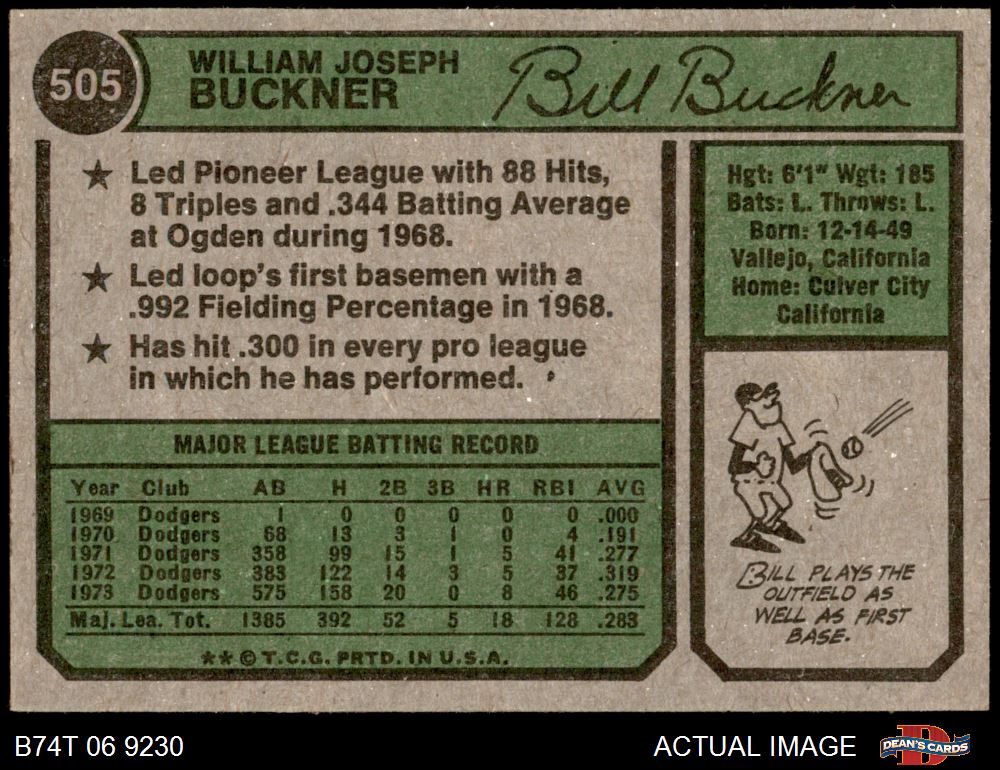 505
WILLIAM JOSEPH
BUCKNER
Bill Buckner
★ Led Pioneer League with 88 Hits,
8 Triples and .344 Batting Average
at Ogden during 1968.
★ Led loop's first basemen with a
.992 Fielding Percentage in 1968.
★ Has hit .300 in every pro league
in which he has performed.
Hgt: 6'1" Wgt: 185
Bats: L. Throws: L.
Born: 12-14-49
Vallejo, California
Home: Culver City
California
MAJOR LEAGUE BATTING RECORD
Year Club AB H 2B 3B HR RBI AVG
1969 Dodgers 1 0 0 0 0 0 .000
1970 Dodgers 68 13 3 1 0 4 .191
1971 Dodgers 358 99 15 1 5 41 .277
1972 Dodgers 383 122 14 3 5 37 .319
1973 Dodgers 575 158 20 0 8 46 .275
Maj. Lea. Tot. 1385 392 52 5 18 128 .283
★★ © T.C.G. PRTD. IN U.S.A.
BILL PLAYS THE
OUTFIELD AS
WELL AS FIRST
BASE.
B74T 06 9230
ACTUAL IMAGE
D
DEAN'S CARDS